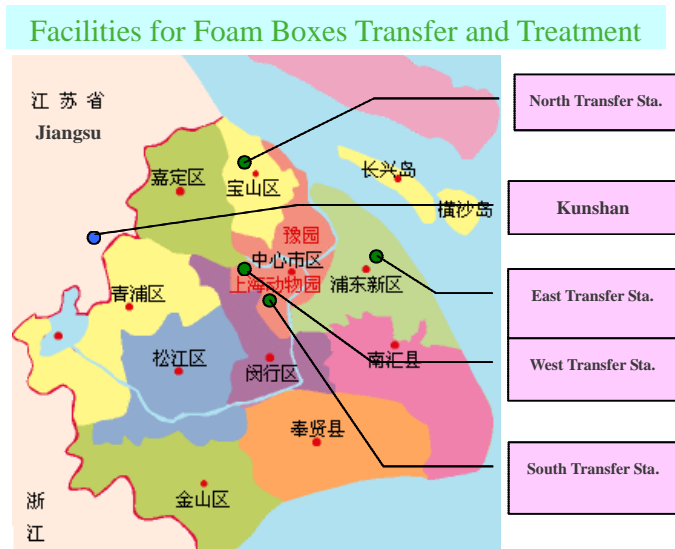 Facilities for Foam Boxes Transfer and Treatment
江苏省
Jiangsu
North Transfer Sta.
嘉定区
宝山区
长兴岛
横沙岛
Kunshan
豫园
中心市区
上海动物园
浦东新区
青浦区
East Transfer Sta.
松江区
闵行区
南汇县
West Transfer Sta.
奉贤县
South Transfer Sta.
金山区
浙
江